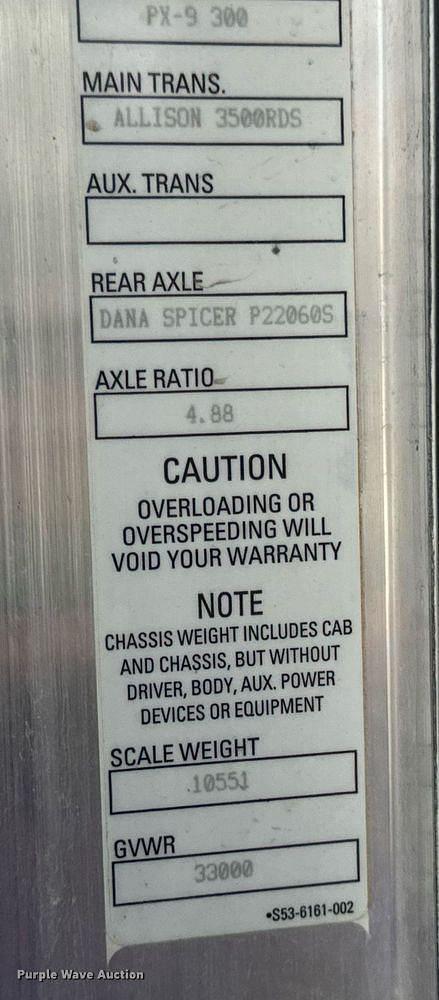 PX-9 300
MAIN TRANS.
ALLISON 3500RDS
AUX. TRANS
REAR AXLE
DANA SPICER P22060S
AXLE RATIO
4.88
CAUTION
OVERLOADING OR
OVERSPEEDING WILL
VOID YOUR WARRANTY
NOTE
CHASSIS WEIGHT INCLUDES CAB
AND CHASSIS, BUT WITHOUT
DRIVER, BODY, AUX. POWER
DEVICES OR EQUIPMENT
SCALE WEIGHT
10551
GVWR
33000
•S53-6161-002
Purple Wave Auction